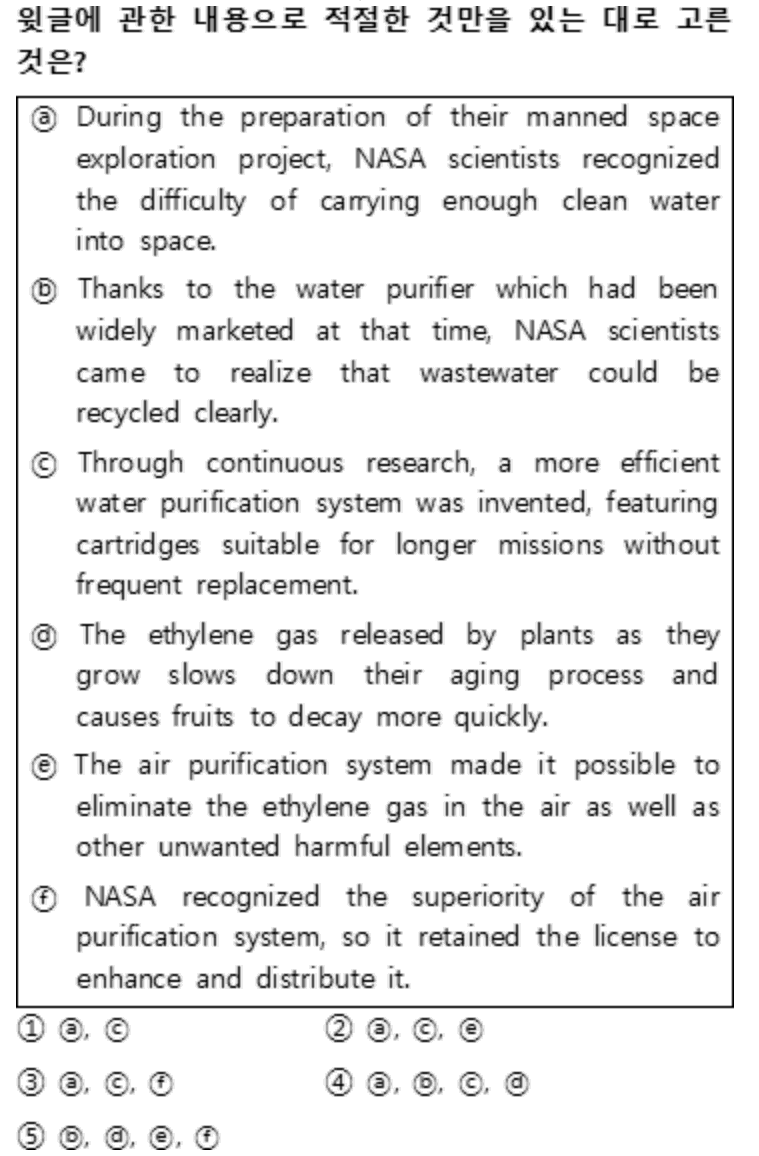 윗글에 관한 내용으로 적절한 것만을 있는 대로 고른
것은?
ⓐ During the preparation of their manned space
exploration project, NASA scientists recognized
the difficulty of carrying enough clean water
into space.
ⓑ Thanks to the water purifier which had been
widely marketed at that time, NASA scientists
came to realize that wastewater could be
recycled clearly.
ⓒ Through continuous research, a more efficient
water purification system was invented, featuring
cartridges suitable for longer missions without
frequent replacement.
ⓓ The ethylene gas released by plants as they
grow slows down their aging process and
causes fruits to decay more quickly.
ⓔ The air purification system made it possible to
eliminate the ethylene gas in the air as well as
other unwanted harmful elements.
ⓕ NASA recognized the superiority of the air
purification system, so it retained the license to
enhance and distribute it.
① ⓐ, ⓒ ② ⓐ, ⓒ, ⓔ
③ ⓐ, ⓒ, ⓕ ④ ⓐ, ⓑ, ⓒ, ⓓ
⑤ ⓑ, ⓓ, ⓔ, ⓕ